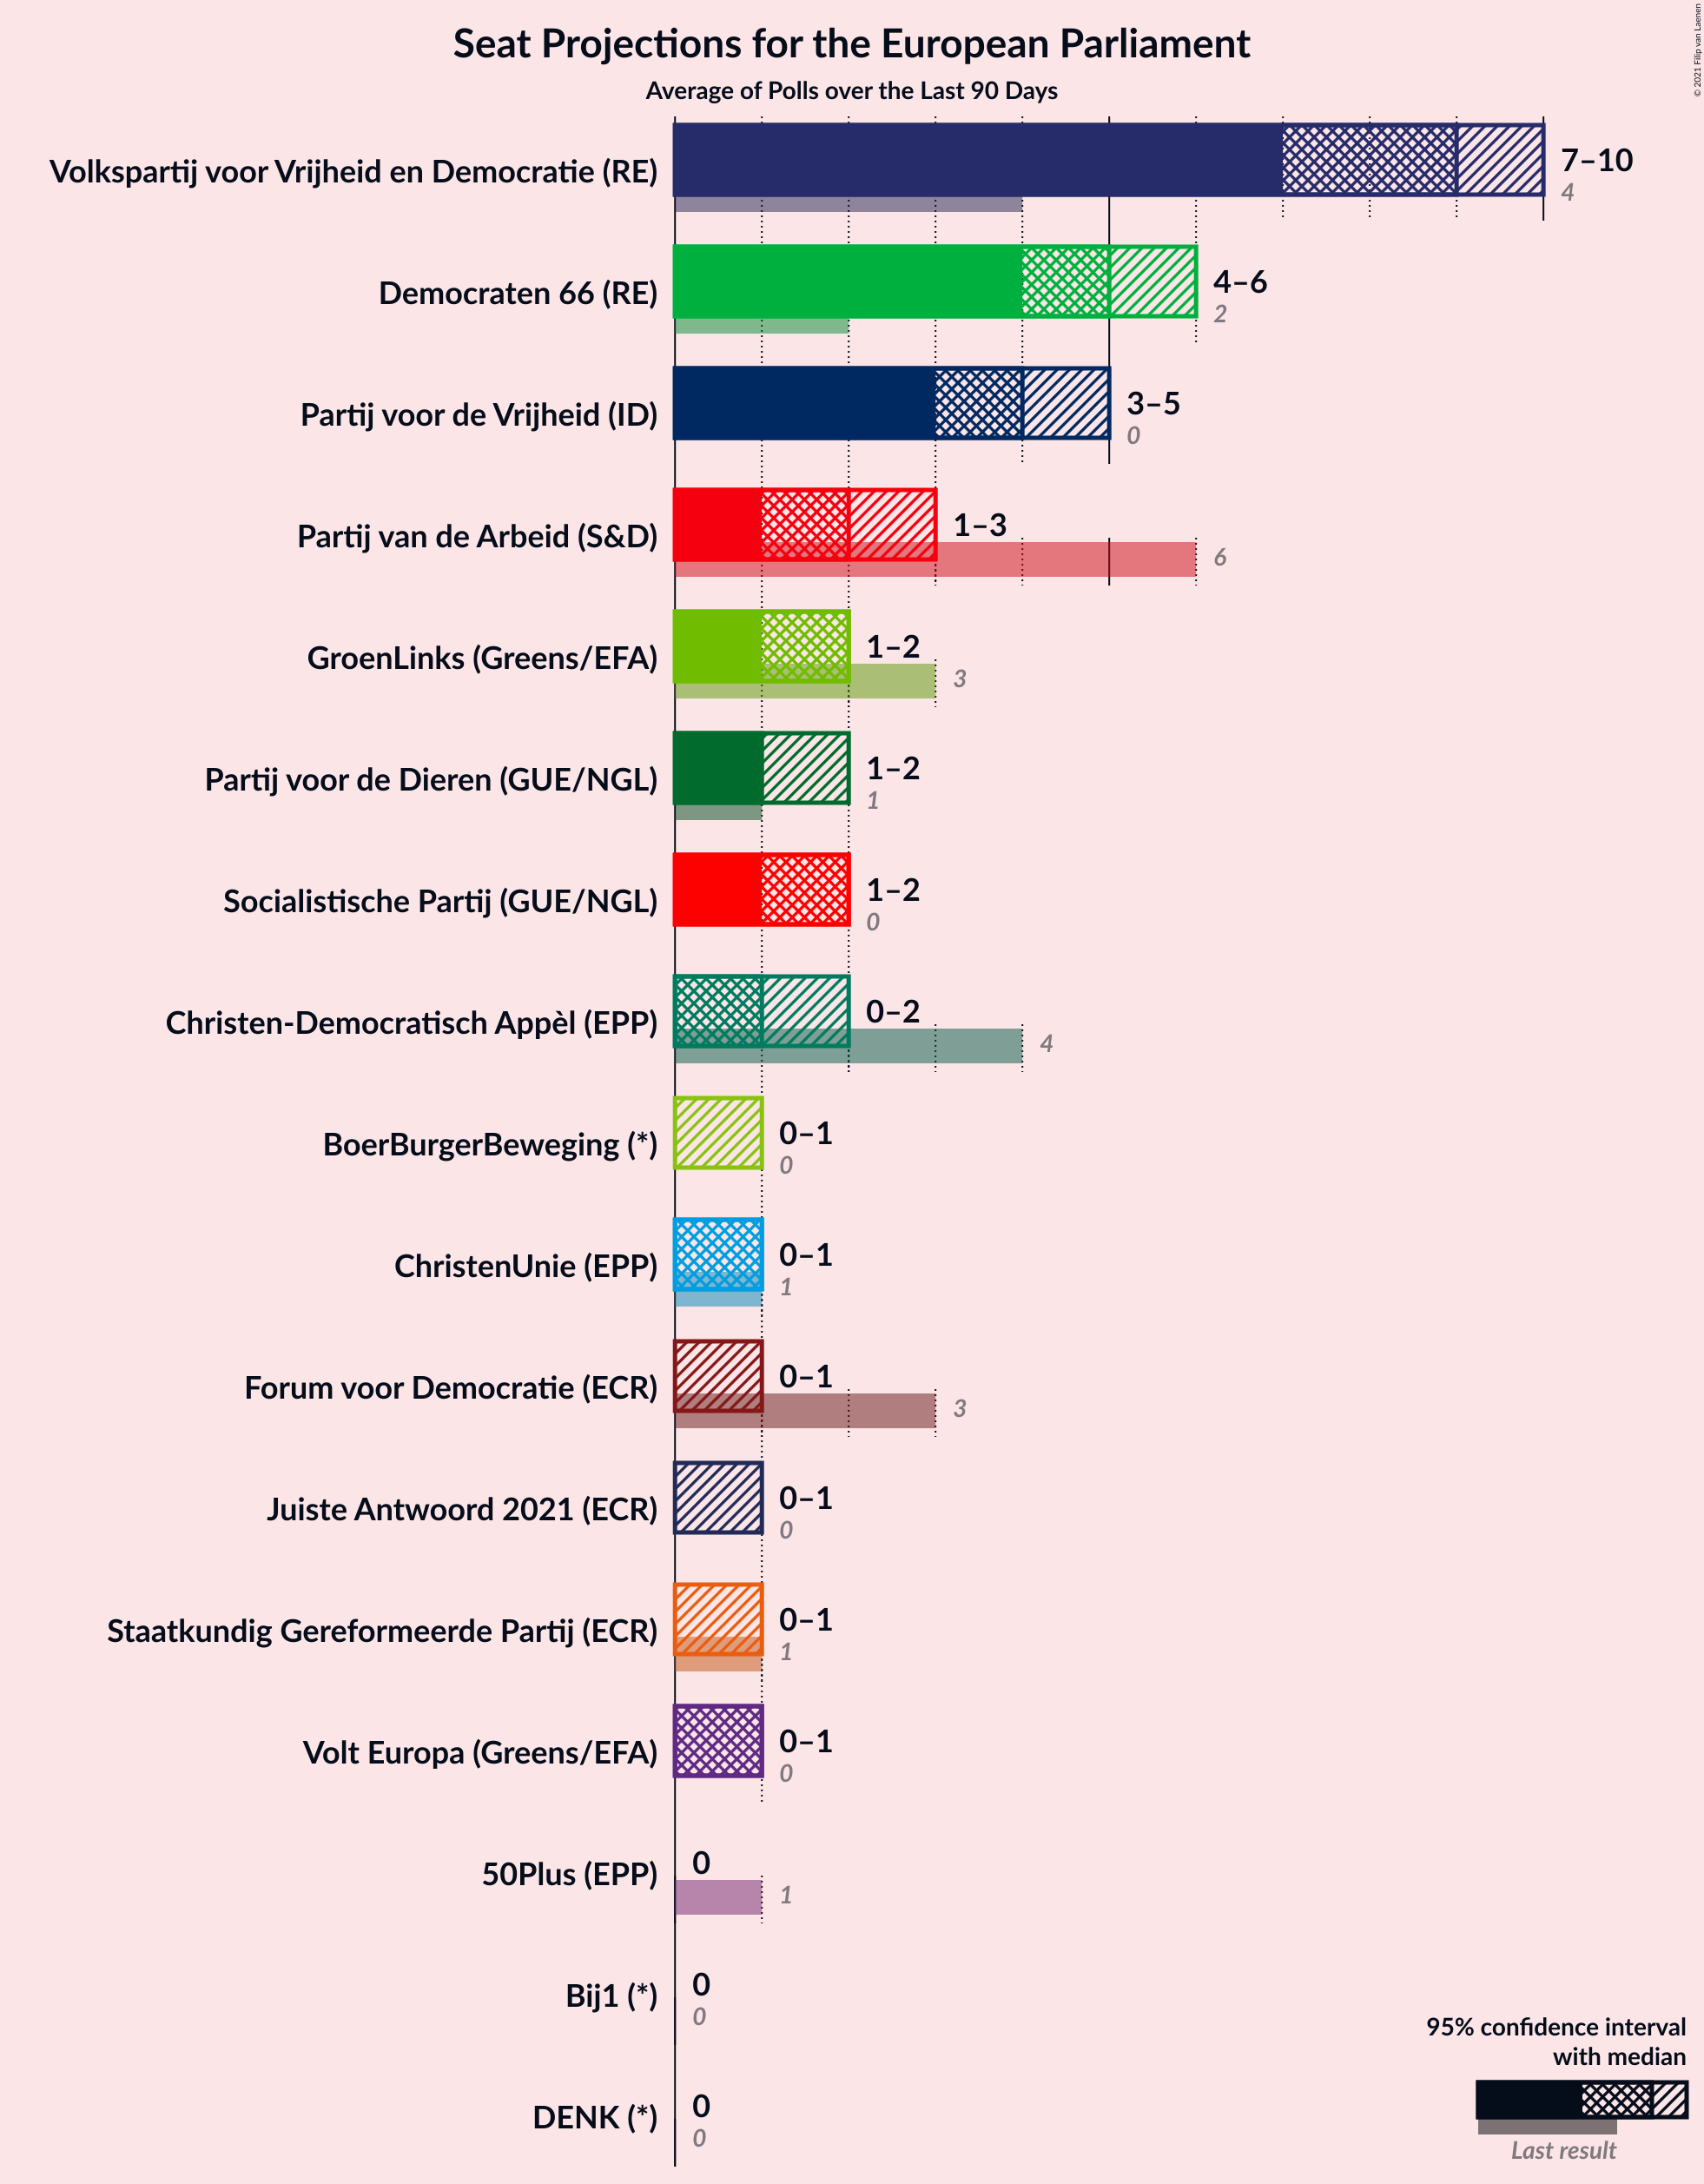 Seat Projections for the European Parliament
Average of Polls over the Last 90 Days
© 2021 Filip van Laenen
Volkspartij voor Vrijheid en Democratie (RE)
7–10
4
Democraten 66 (RE)
4–6
2
Partij voor de Vrijheid (ID)
3–5
0
Partij van de Arbeid (S&D)
1–3
6
GroenLinks (Greens/EFA)
1–2
3
Partij voor de Dieren (GUE/NGL)
1–2
1
Socialistische Partij (GUE/NGL)
1–2
0
Christen-Democratisch Appèl (EPP)
0–2
4
BoerBurgerBeweging (*)
0–1
0
ChristenUnie (EPP)
0–1
1
Forum voor Democratie (ECR)
0–1
3
Juiste Antwoord 2021 (ECR)
0–1
0
Staatkundig Gereformeerde Partij (ECR)
0–1
1
Volt Europa (Greens/EFA)
0–1
0
50Plus (EPP)
0
1
Bij1 (*)
0
0
DENK (*)
0
0
95% confidence interval
with median
Last result